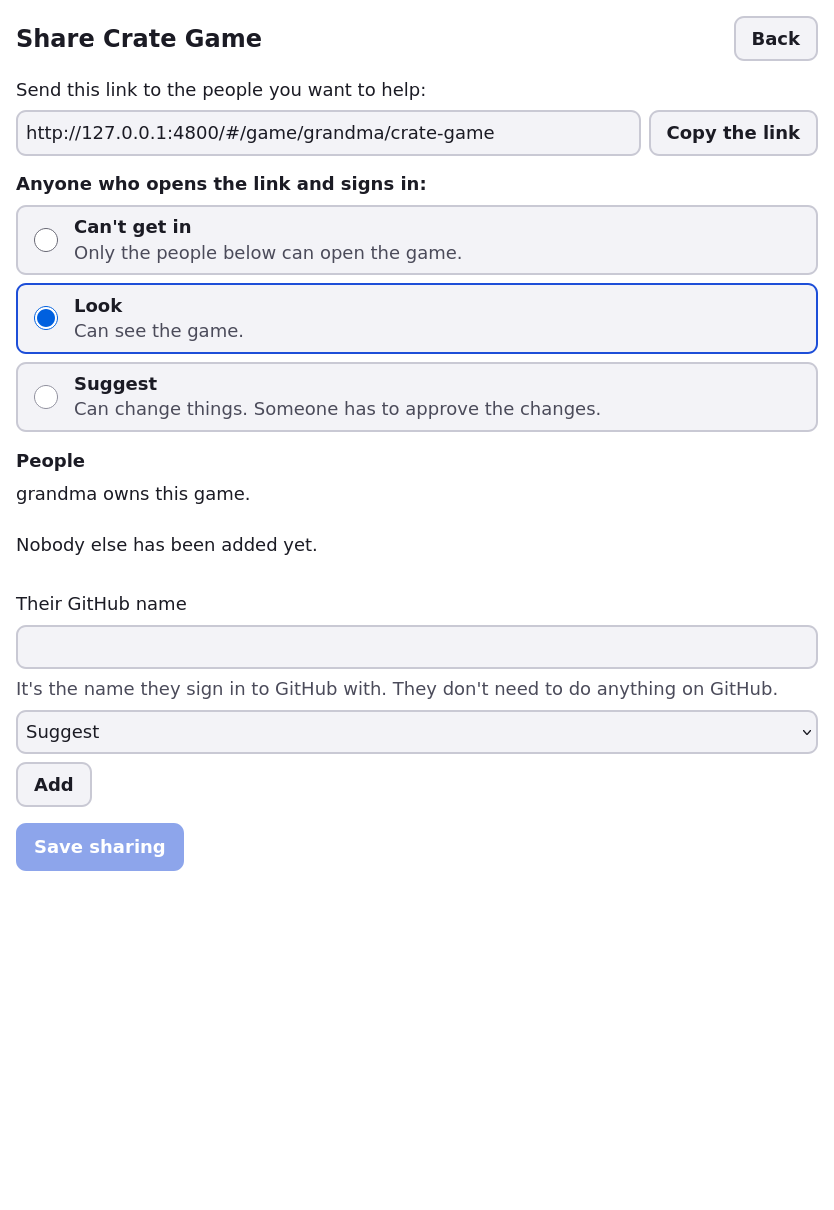 Share Crate Game
Back
Send this link to the people you want to help:
http://127.0.0.1:4800/#/game/grandma/crate-game
Copy the link
Anyone who opens the link and signs in:
Can't get in
Only the people below can open the game.
Look
Can see the game.
Suggest
Can change things. Someone has to approve the changes.
People
grandma owns this game.
Nobody else has been added yet.
Their GitHub name
It's the name they sign in to GitHub with. They don't need to do anything on GitHub.
Suggest
Add
Save sharing